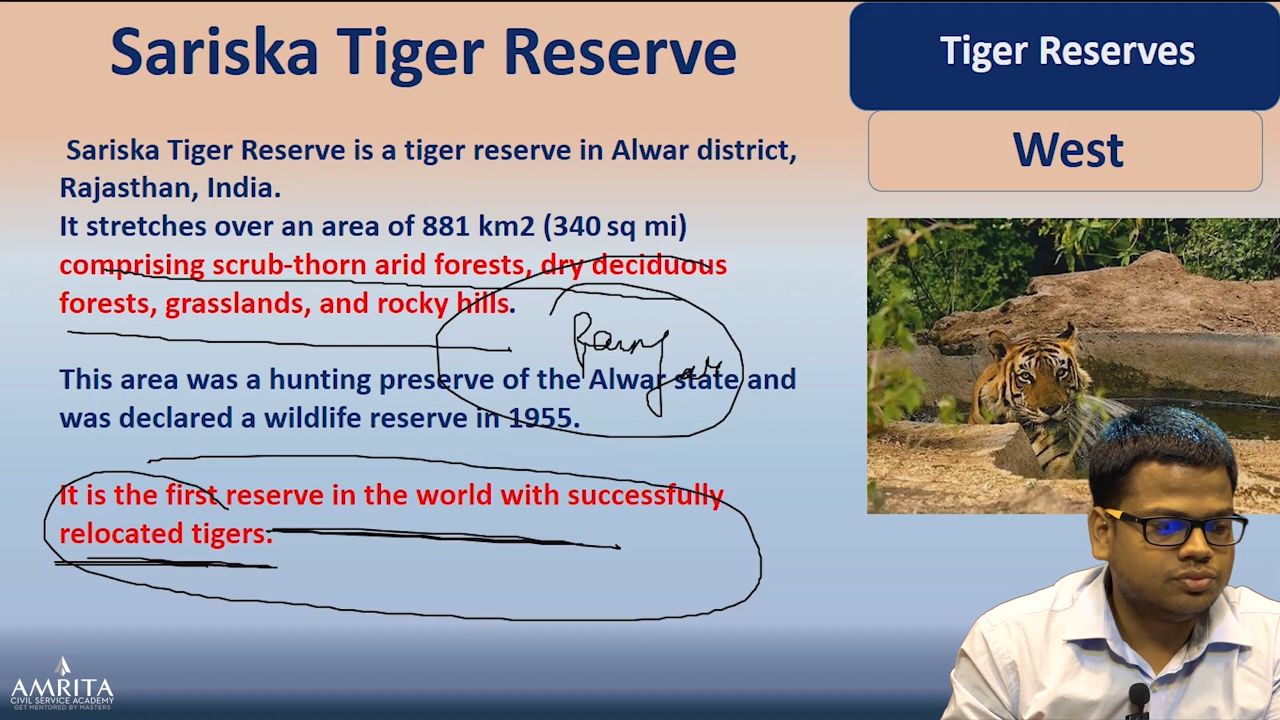 Sariska Tiger Reserve
Tiger Reserves
West
Sariska Tiger Reserve is a tiger reserve in Alwar district,
Rajasthan, India.
It stretches over an area of 881 km2 (340 sq mi)
comprising scrub-thorn arid forests, dry deciduous
forests, grasslands, and rocky hills.
This area was a hunting preserve of the Alwar state and
was declared a wildlife reserve in 1955.
It is the first reserve in the world with successfully
relocated tigers.
AMRITA
CIVIL SERVICE ACADEMY
GET MENTORED BY MASTERS